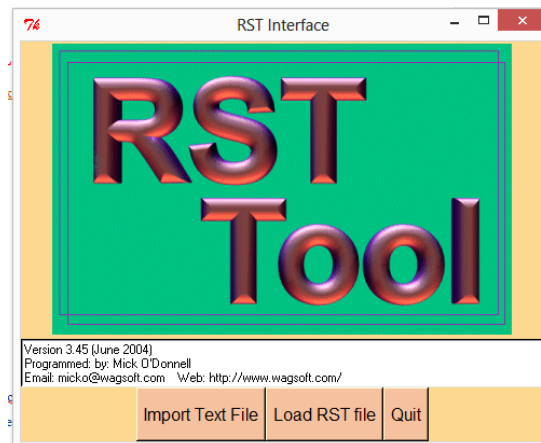 RST Interface
RST
Tool
Version 3.45 (June 2004)
Programmed: by: Mick O'Donnell
Email: micko@wagsoft.com Web: http://www.wagsoft.com/
Import Text File Load RST file Quit